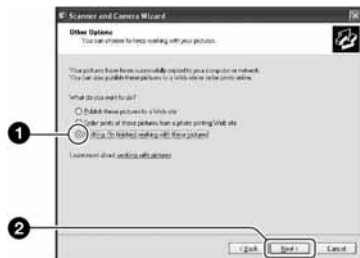 Scanner and Camera Wizard
Other Options
You can choose to keep working with your pictures.
Your pictures have been successfully copied to your computer or network.
You can also publish these pictures to a Web site or order prints online.
What do you want to do?
Publish these pictures to a Web site
Order prints of these pictures from a photo printing Web site
Nothing. I'm finished working with these pictures
Learn more about working with pictures.
1
2
< Back
Next >
Cancel